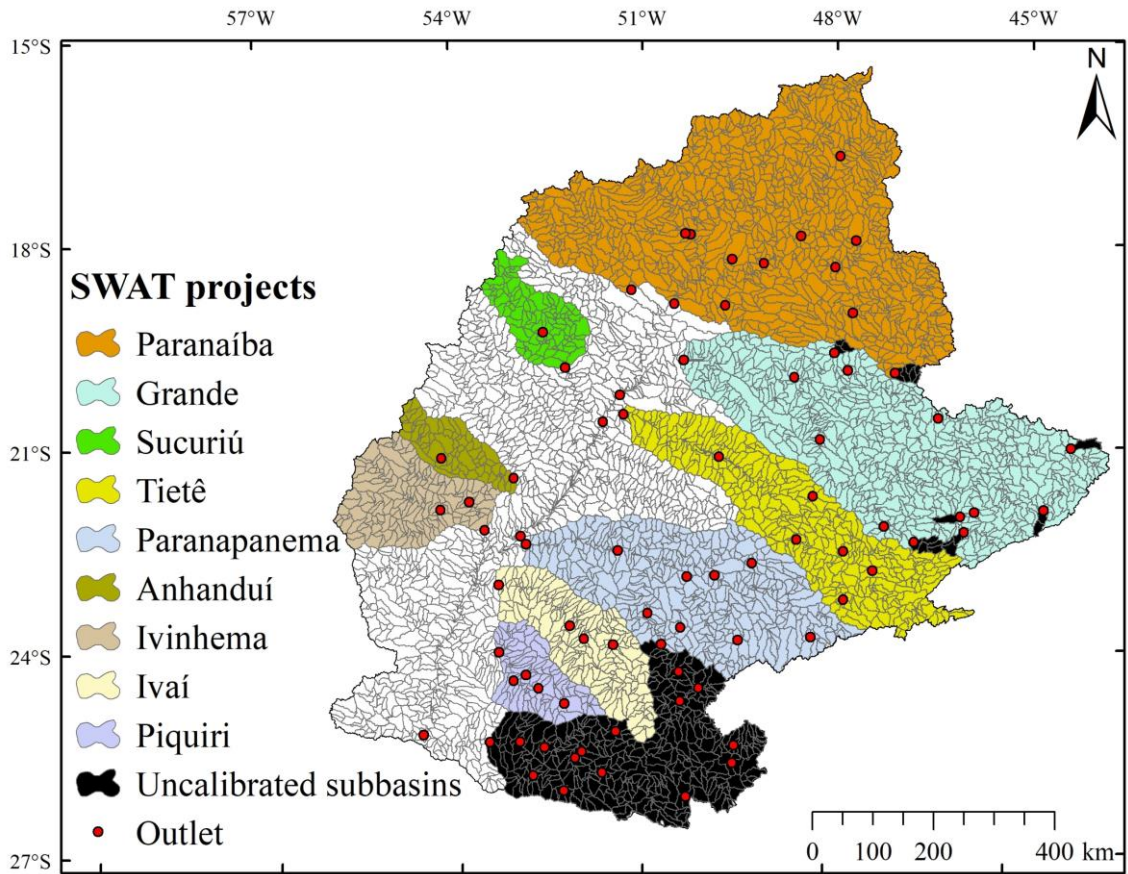 57°W 54°W 51°W 48°W 45°W
15°S
N
18°S
SWAT projects
Paranaíba
Grande
Sucuriú
21°S
Tietê
Paranapanema
Anhanduí
Ivinhema
24°S
Ivaí
Piquiri
Uncalibrated subbasins
Outlet
27°S
0 100 200 400 km